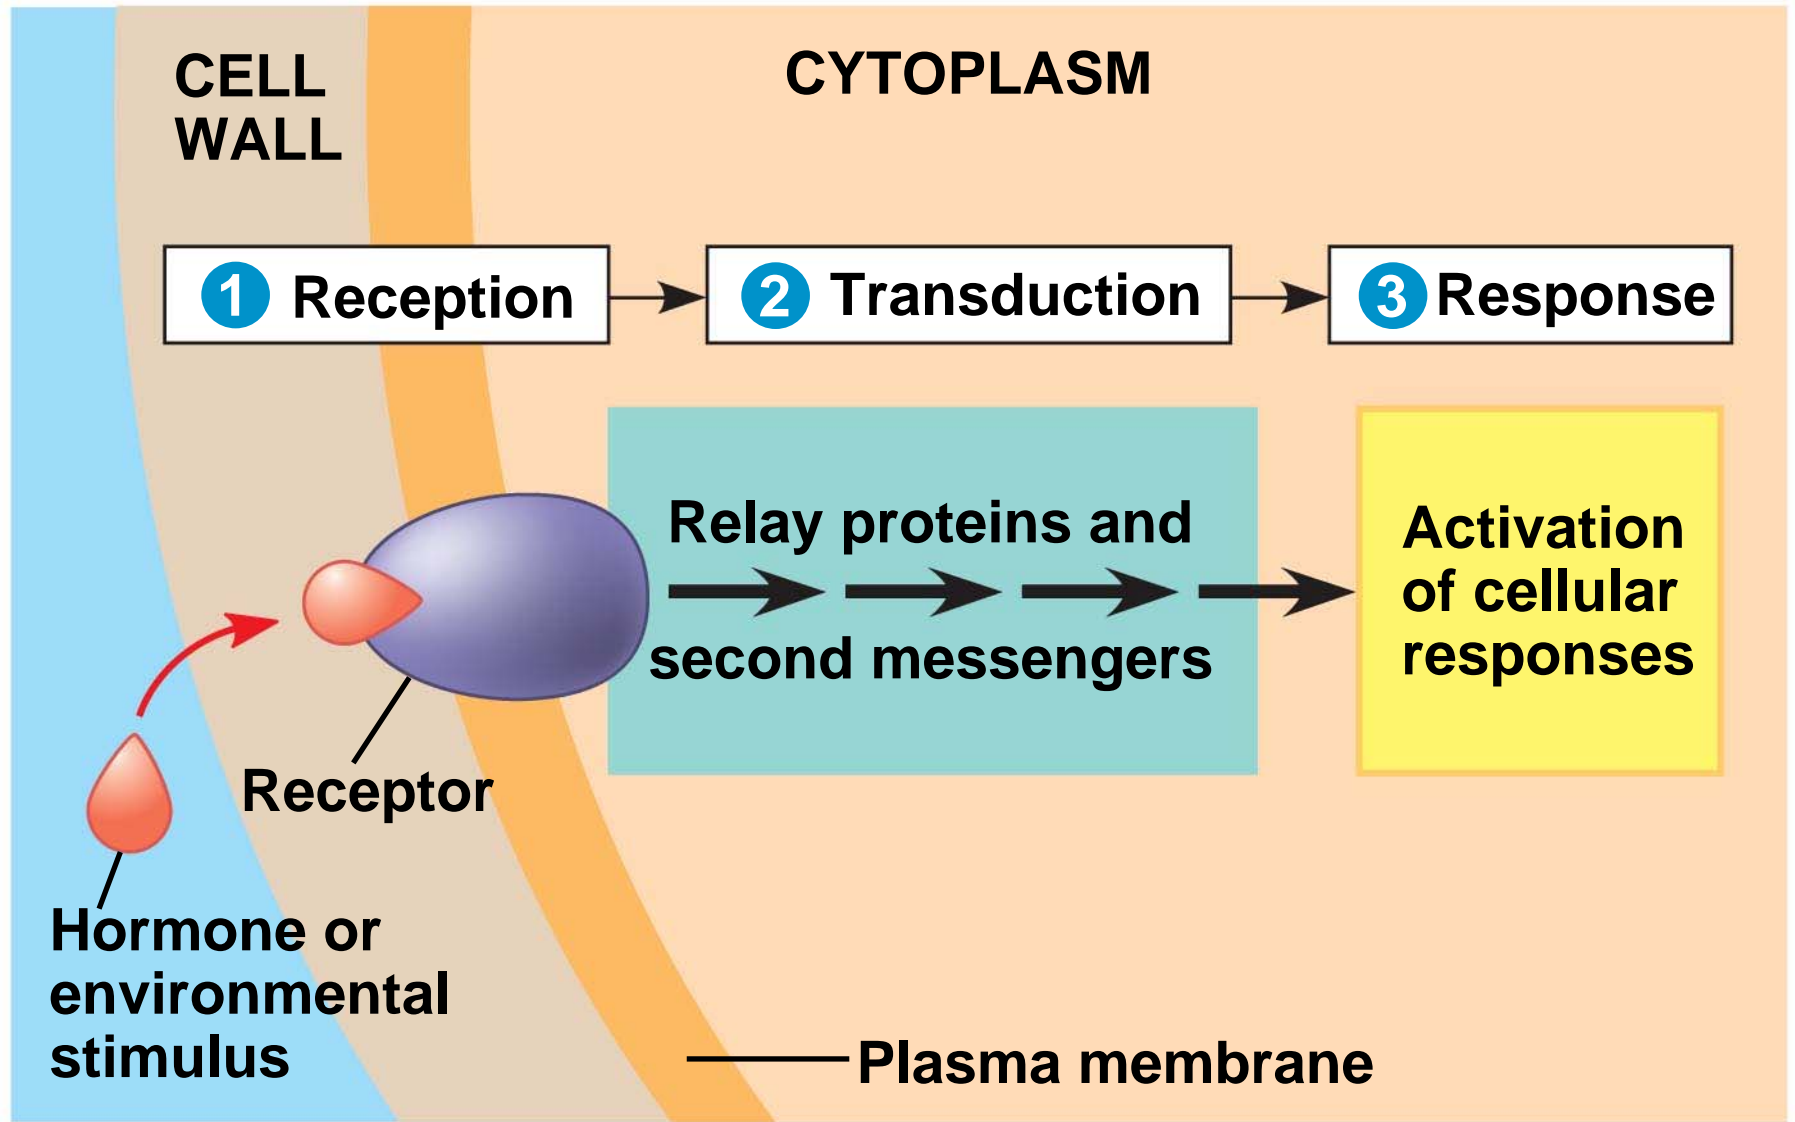 CELL
WALL
CYTOPLASM
1 Reception
2 Transduction
3 Response
Relay proteins and
second messengers
Activation
of cellular
responses
Receptor
Hormone or
environmental
stimulus
Plasma membrane